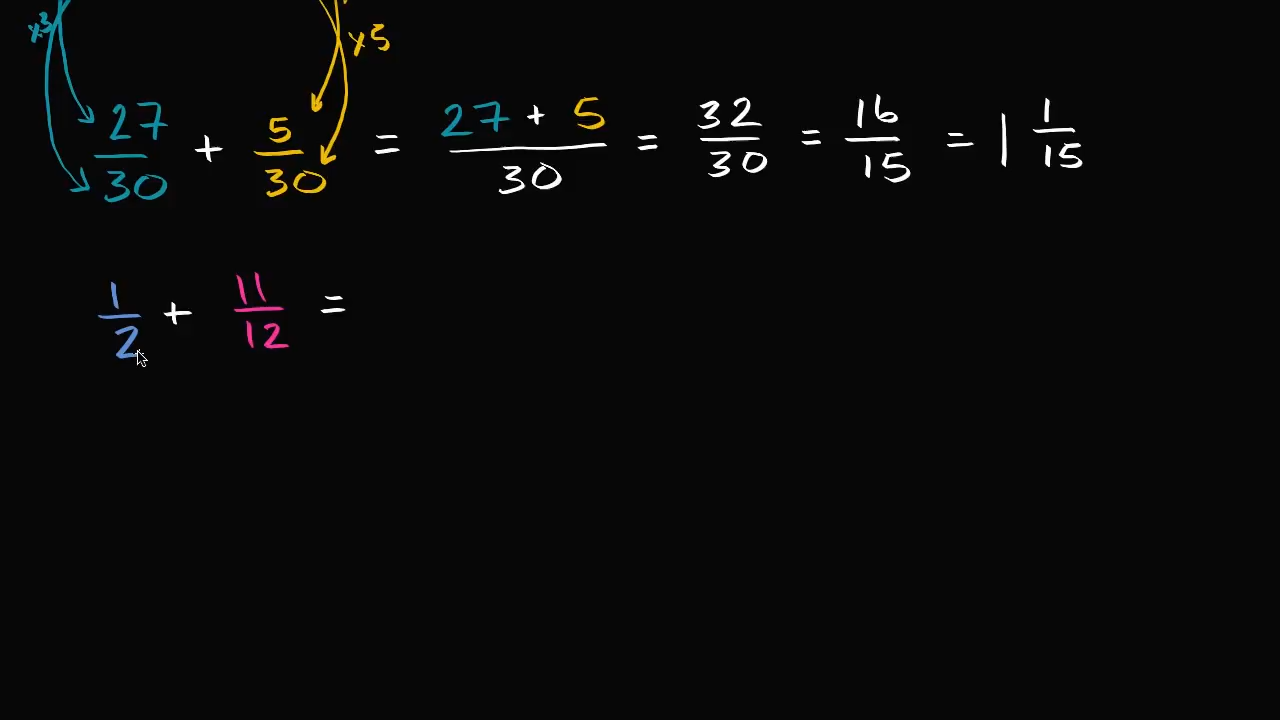 x3 x5
27/30 + 5/30 = 27 + 5/30 = 32/30 = 16/15 = 1 1/15
1/2 + 11/12 =